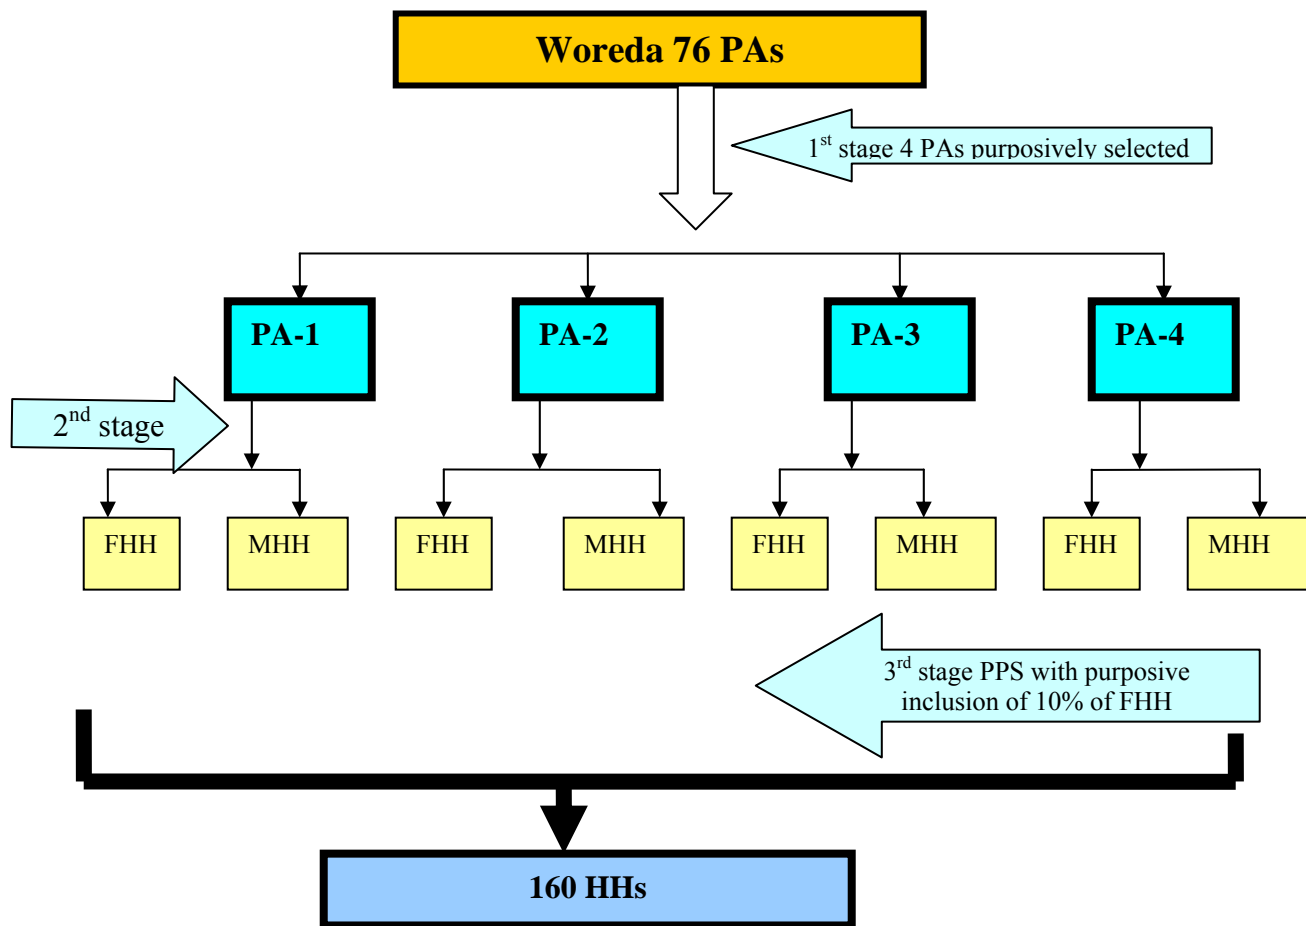 Woreda 76 PAs
1st stage 4 PAs purposively selected
PA-1
PA-2
PA-3
PA-4
2nd stage
FHH
MHH
FHH
MHH
FHH
MHH
FHH
MHH
3rd stage PPS with purposive
inclusion of 10% of FHH
160 HHs